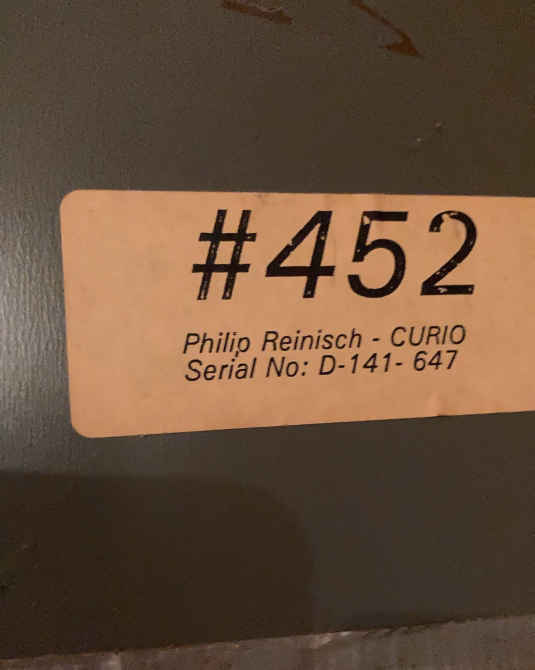 #452
Philip Reinisch - CURIO
Serial No: D-141- 647